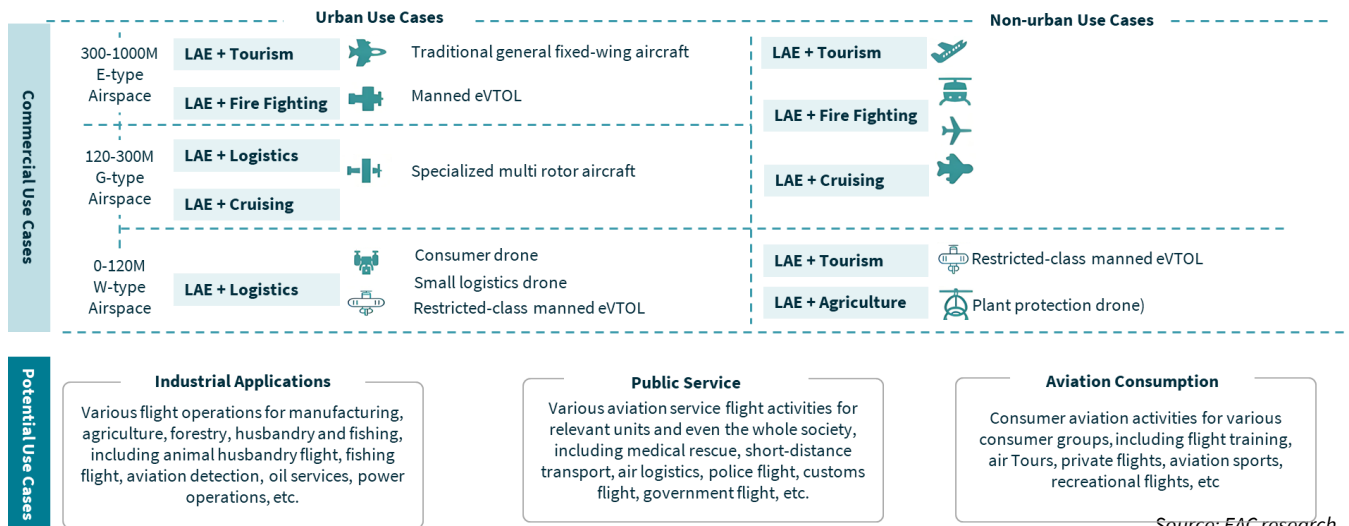 Urban Use Cases
Non-urban Use Cases
Commercial Use Cases
300-1000M
E-type
Airspace
LAE + Tourism
Traditional general fixed-wing aircraft
LAE + Fire Fighting
Manned eVTOL
120-300M
G-type
Airspace
LAE + Logistics
Specialized multi rotor aircraft
LAE + Cruising
0-120M
W-type
Airspace
LAE + Logistics
Consumer drone
Small logistics drone
Restricted-class manned eVTOL
LAE + Tourism
LAE + Fire Fighting
LAE + Cruising
LAE + Tourism
Restricted-class manned eVTOL
LAE + Agriculture
Plant protection drone)
Potential Use Cases
Industrial Applications
Various flight operations for manufacturing,
agriculture, forestry, husbandry and fishing,
including animal husbandry flight, fishing
flight, aviation detection, oil services, power
operations, etc.
Public Service
Various aviation service flight activities for
relevant units and even the whole society,
including medical rescue, short-distance
transport, air logistics, police flight, customs
flight, government flight, etc.
Aviation Consumption
Consumer aviation activities for various
consumer groups, including flight training,
air Tours, private flights, aviation sports,
recreational flights, etc
Source: EAC research